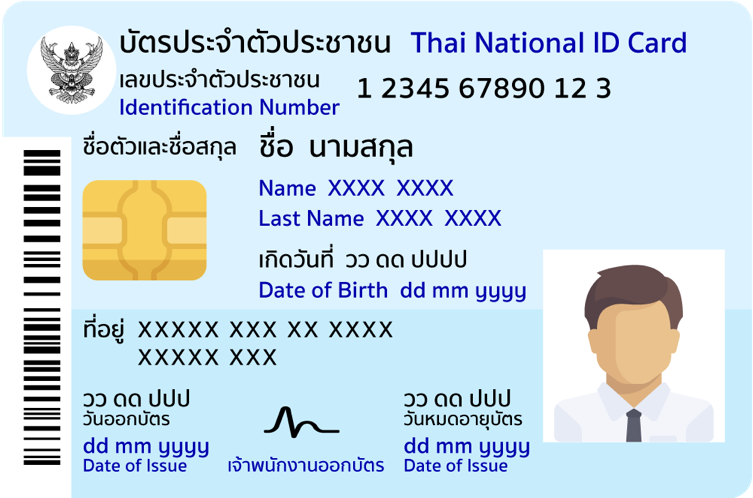 บัตรประจำตัวประชาชน Thai National ID Card
เลขประจำตัวประชาชน 1 2345 67890 12 3
Identification Number
ชื่อตัวและชื่อสกุล ชื่อ นามสกุล
Name XXXX XXXX
Last Name XXXX XXXX
เกิดวันที่ วว ดด ปปปป
Date of Birth dd mm yyyy
ที่อยู่ XXXXX XXX XX XXXX
XXXXX XXX
วว ดด ปปป
วันออกบัตร
dd mm yyyy
Date of Issue
เจ้าพนักงานออกบัตร
วว ดด ปปป
วันหมดอายุบัตร
dd mm yyyy
Date of Issue